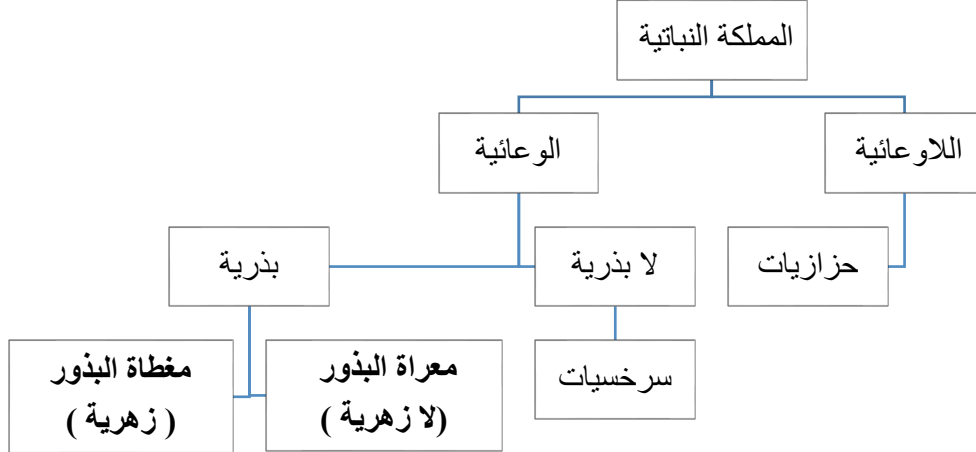 المملكة النباتية
اللاوعائية
الوعائية
حزازيات
لا بذرية
بذرية
سرخسيات
معراة البذور
(لا زهرية )
مغطاة البذور
( زهرية )